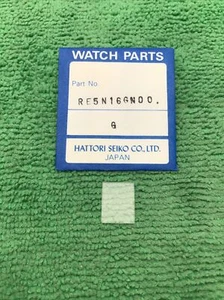 WATCH PARTS
Part No.
RE5N16GN00.
G
HATTORI SEIKO CO., LTD.
JAPAN